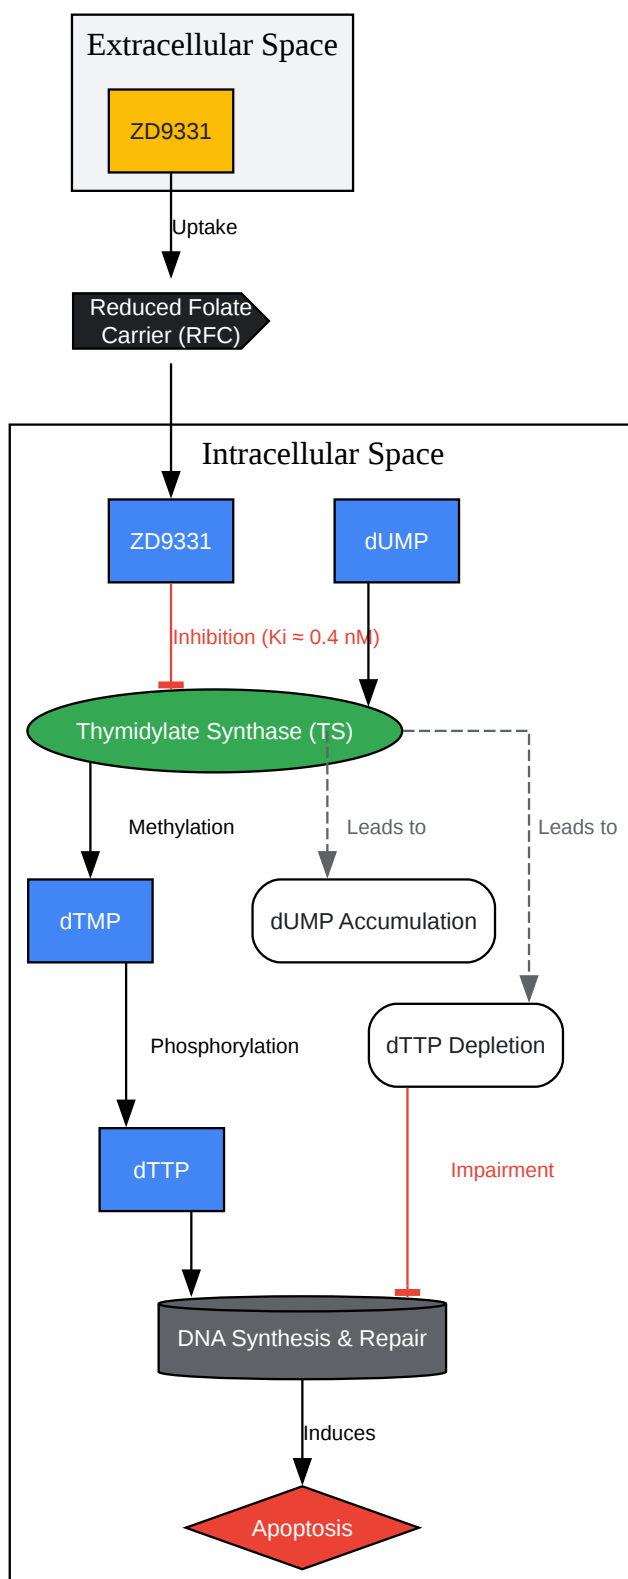 Extracellular Space
ZD9331
Uptake
Reduced Folate
Carrier (RFC)
Intracellular Space
ZD9331
dUMP
Inhibition (Ki ≈ 0.4 nM)
Thymidylate Synthase (TS)
Methylation
Leads to
Leads to
dTMP
dUMP Accumulation
Phosphorylation
dTTP Depletion
dTTP
Impairment
DNA Synthesis & Repair
Induces
Apoptosis